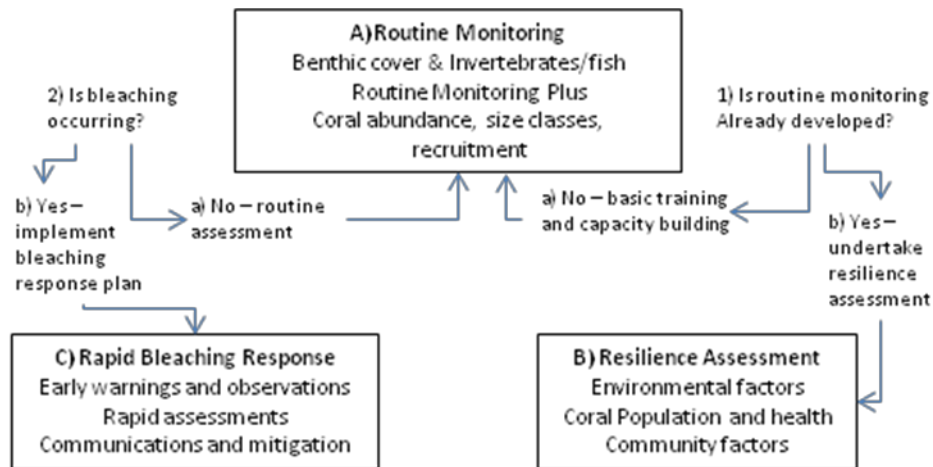 A) Routine Monitoring
Benthic cover & Invertebrates/fish
Routine Monitoring Plus
Coral abundance, size classes,
recruitment
2) Is bleaching
occurring?
1) Is routine monitoring
Already developed?
b) Yes –
implement
bleaching
response plan
a) No – routine
assessment
a) No – basic training
and capacity building
b) Yes –
undertake
resilience
assessment
C) Rapid Bleaching Response
Early warnings and observations
Rapid assessments
Communications and mitigation
B) Resilience Assessment
Environmental factors
Coral Population and health
Community factors